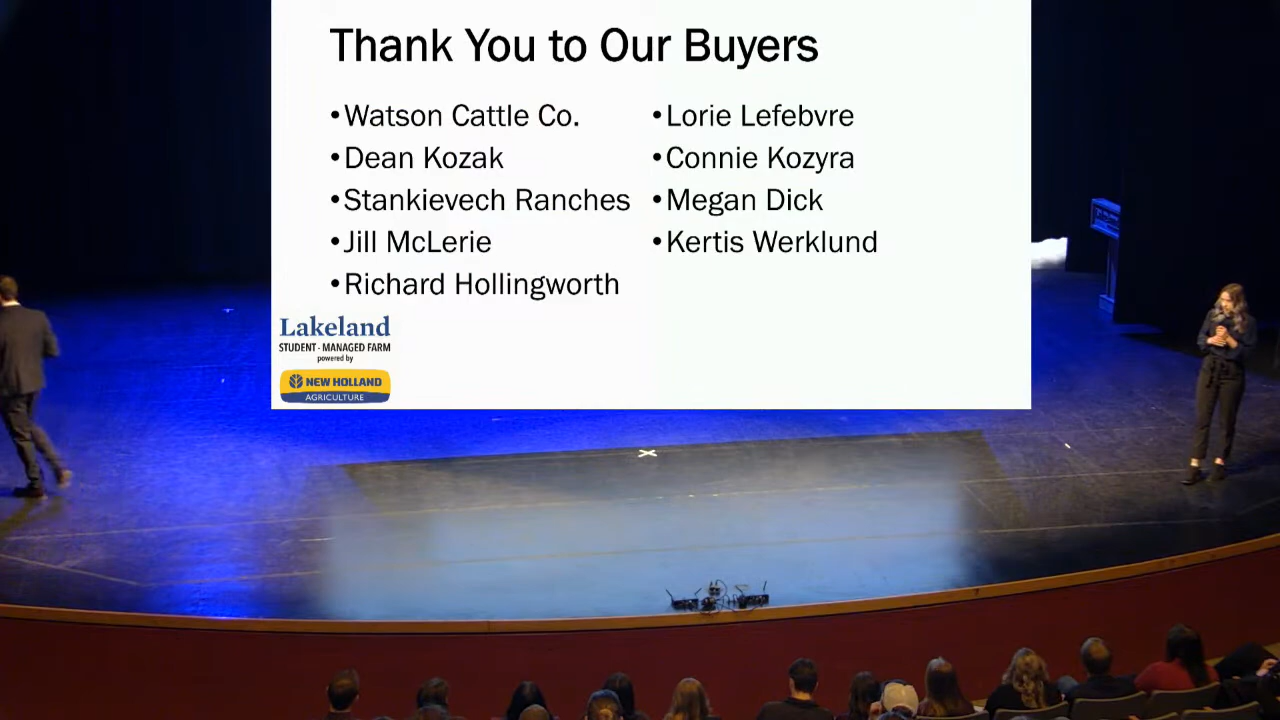 Thank You to Our Buyers
•Watson Cattle Co.
•Dean Kozak
•Stankievech Ranches
•Jill McLerie
•Richard Hollingworth
•Lorie Lefebvre
•Connie Kozyra
•Megan Dick
•Kertis Werklund
Lakeland
STUDENT-MANAGED FARM
powered by
NEW HOLLAND
AGRICULTURE